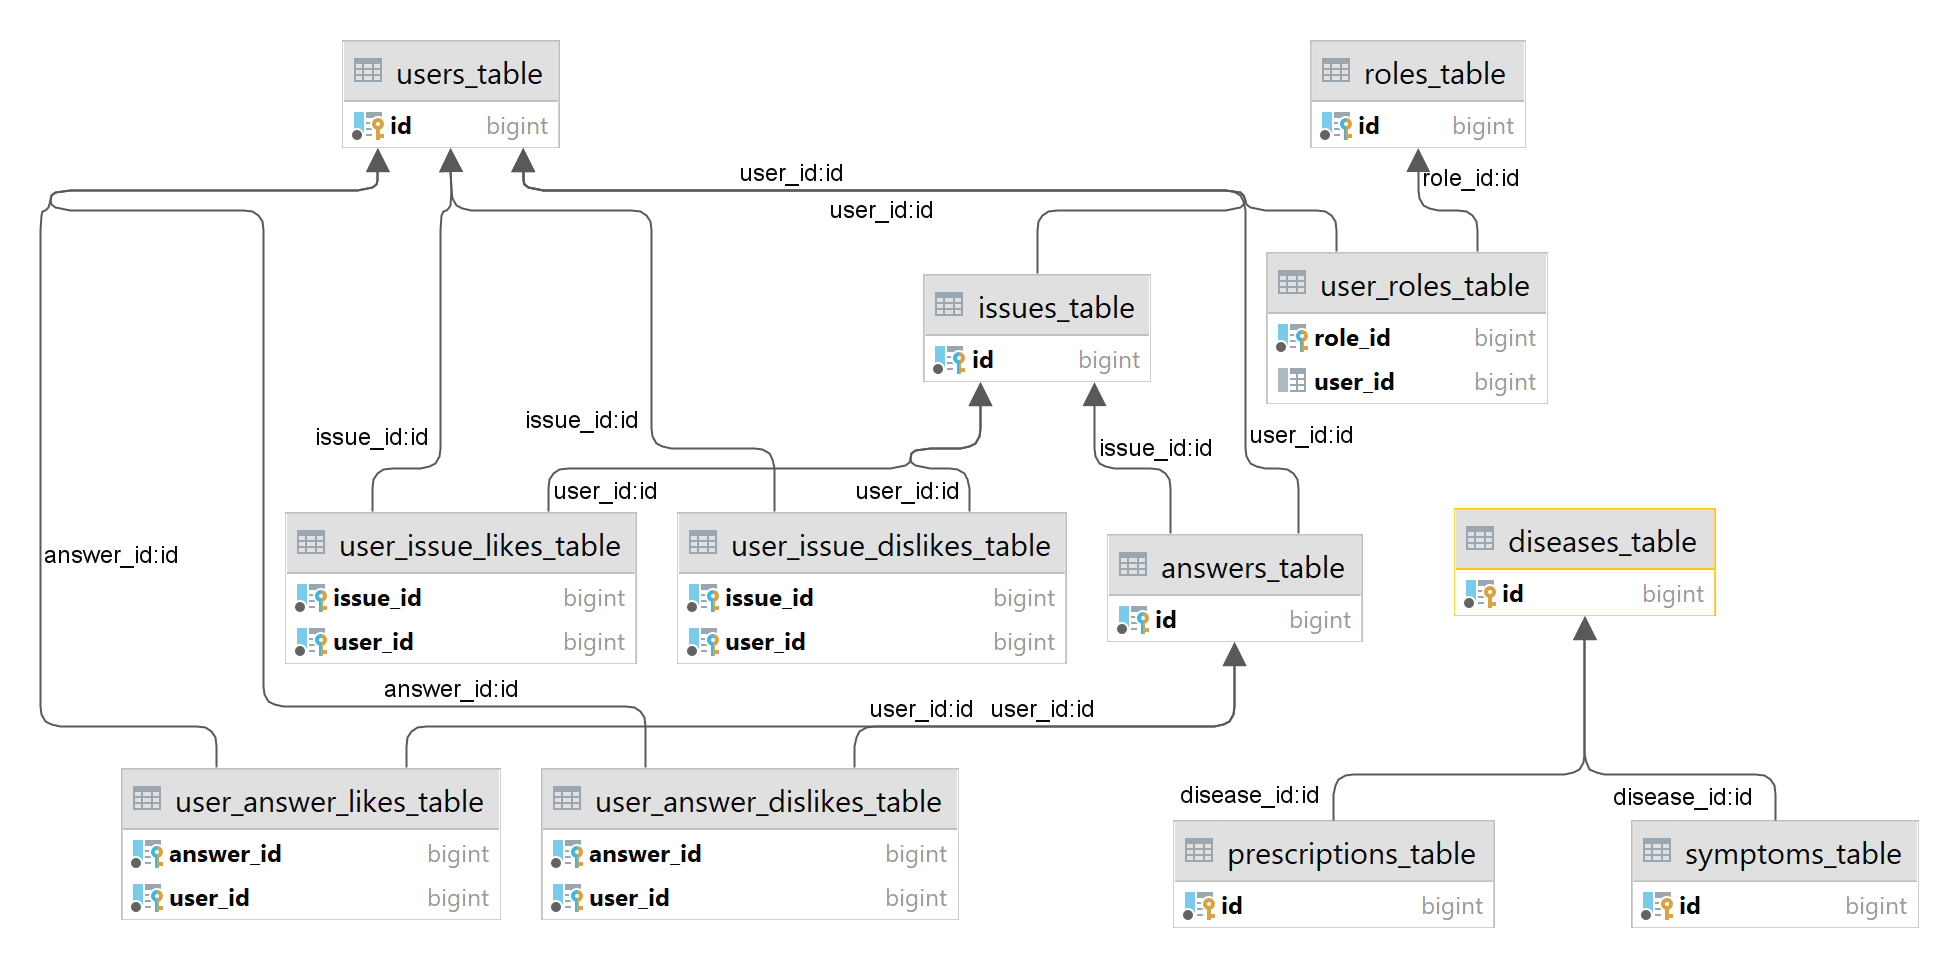 users_table
id bigint
roles_table
id bigint
user_id:id
role_id:id
user_id:id
issues_table
id bigint
user_roles_table
role_id bigint
user_id bigint
issue_id:id
issue_id:id
issue_id:id
user_id:id
user_id:id
user_id:id
user_issue_likes_table
issue_id bigint
user_id bigint
user_issue_dislikes_table
issue_id bigint
user_id bigint
answers_table
id bigint
diseases_table
id bigint
answer_id:id
answer_id:id
user_id:id
user_id:id
user_answer_likes_table
answer_id bigint
user_id bigint
user_answer_dislikes_table
answer_id bigint
user_id bigint
disease_id:id
disease_id:id
prescriptions_table
id bigint
symptoms_table
id bigint